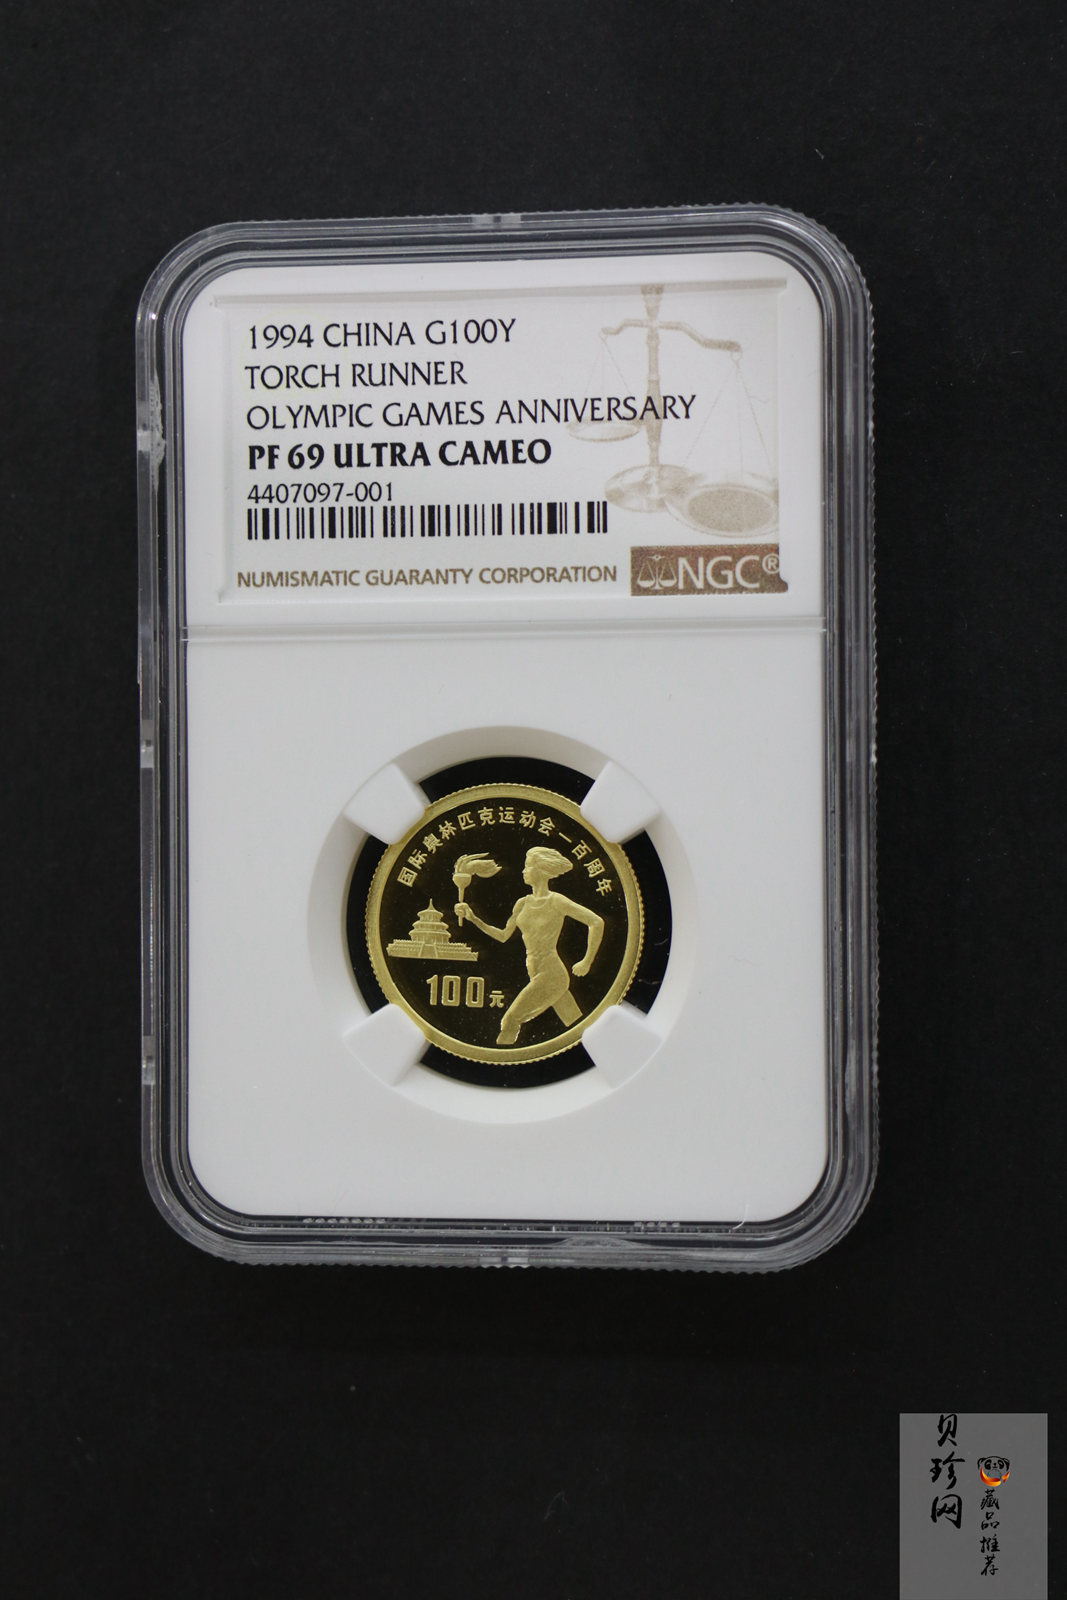 1994 CHINA G100Y
TORCH RUNNER
OLYMPIC GAMES ANNIVERSARY
PF 69 ULTRA CAMEO
4407097-001
NUMISMATIC GUARANTY CORPORATION
NGC®
国际奥林匹克运动会一百周年
100元
贝珍网
藏品推荐